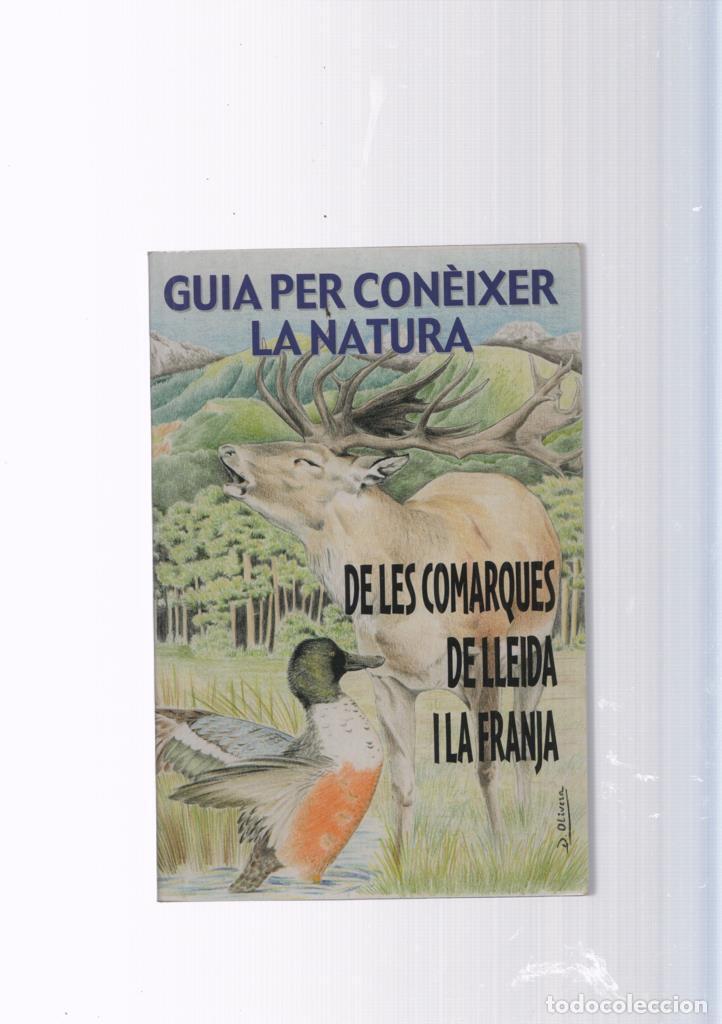 GUIA PER CONÈIXER
LA NATURA
DE LES COMARQUES
DE LLEIDA
I LA FRANJA
D. Olivera
todocoleccion